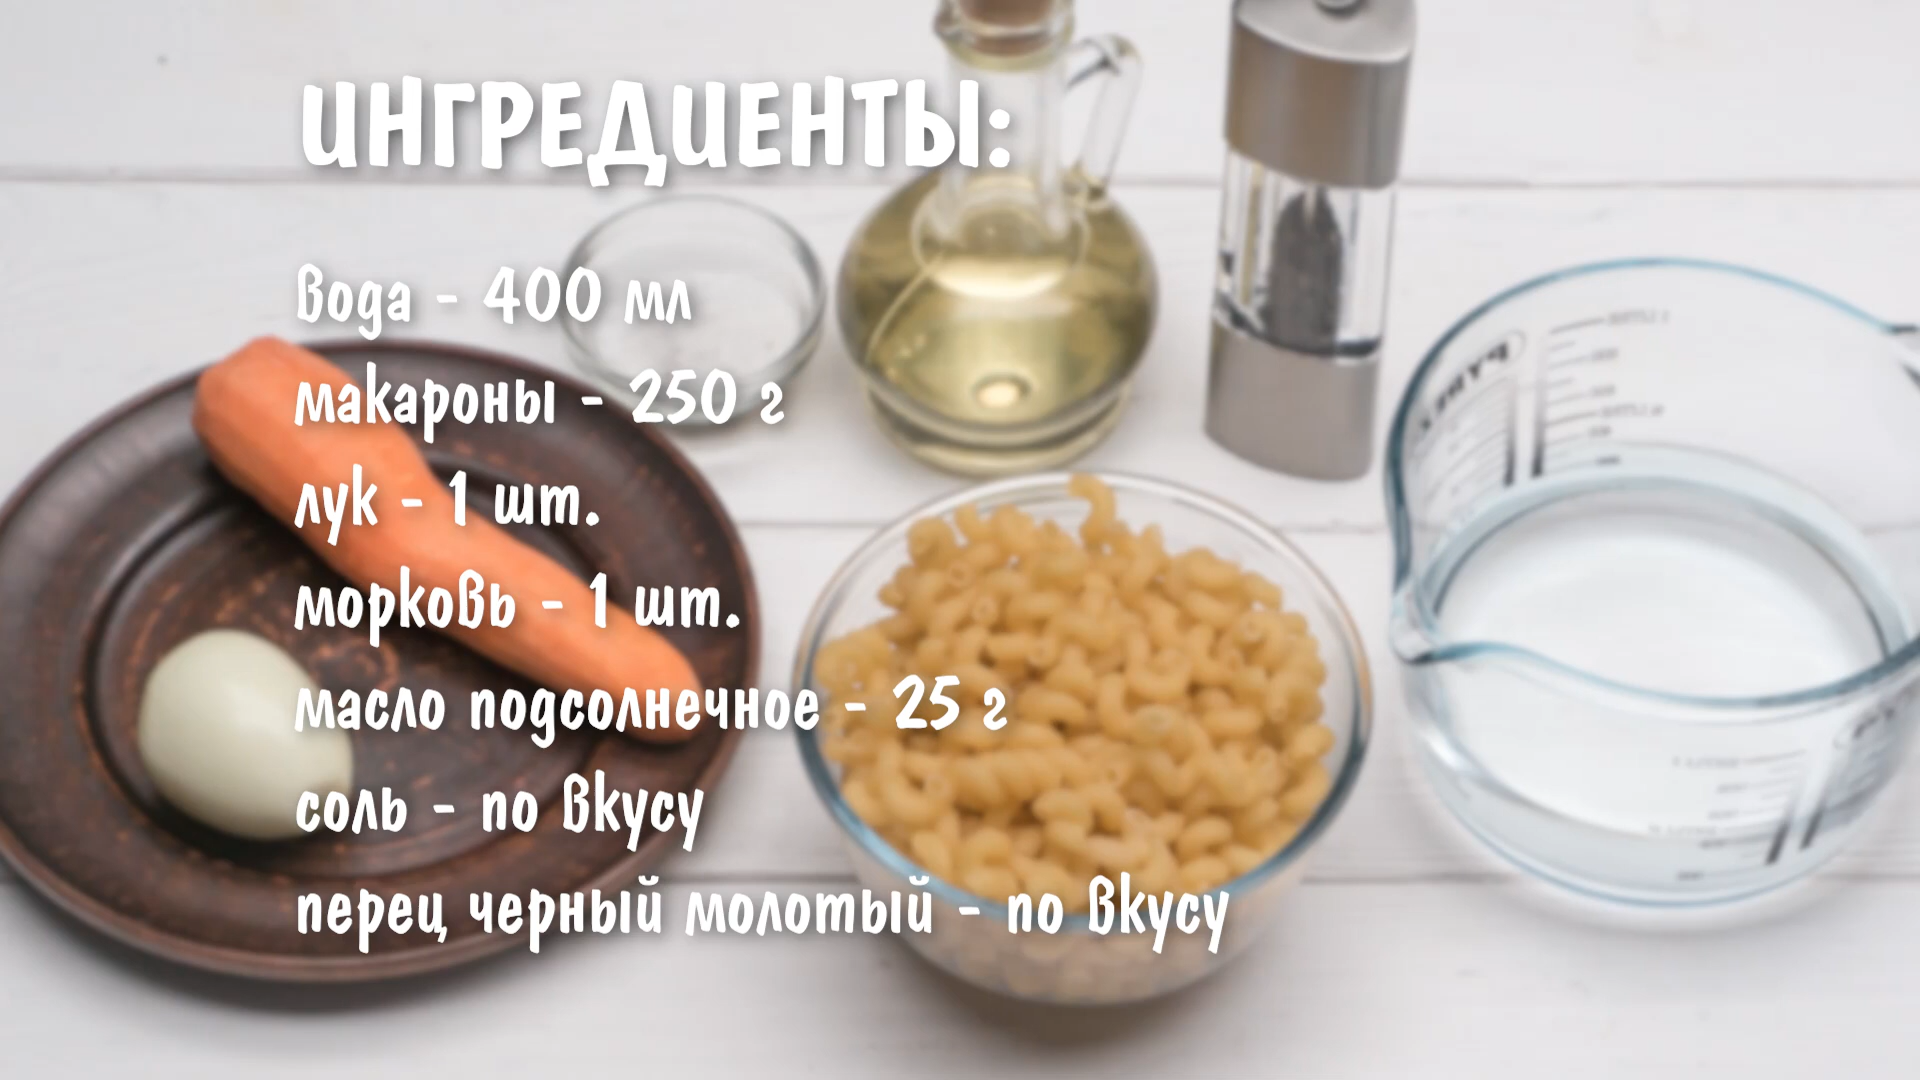 ИНГРЕДИЕНТЫ:
вода - 400 мл
макароны - 250 г
лук - 1 шт.
морковь - 1 шт.
масло подсолнечное - 25 г
соль - по вкусу
перец черный молотый - по вкусу